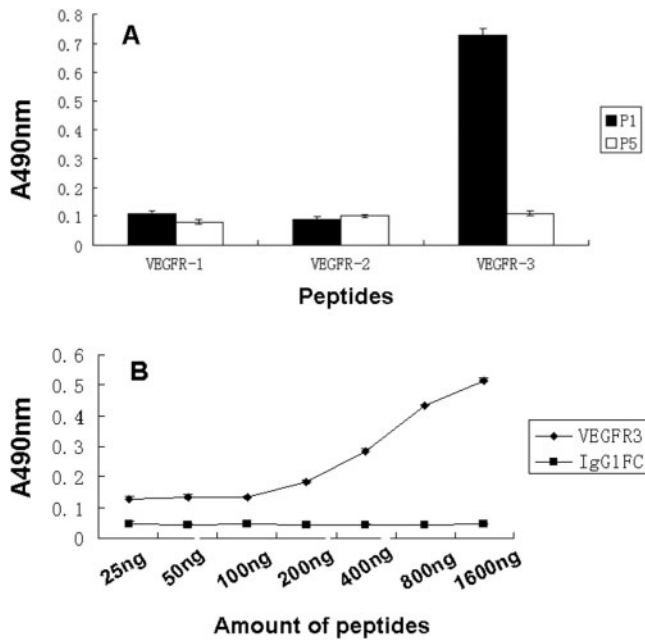 A
0.8
0.7
0.6
0.5
0.4
0.3
0.2
0.1
0
A490nm
P1
P5
VEGFR-1 VEGFR-2 VEGFR-3
Peptides
B
0.6
0.5
0.4
0.3
0.2
0.1
0
A490nm
VEGFR3
IgG1FC
25ng 50ng 100ng 200ng 400ng 800ng 1600ng
Amount of peptides